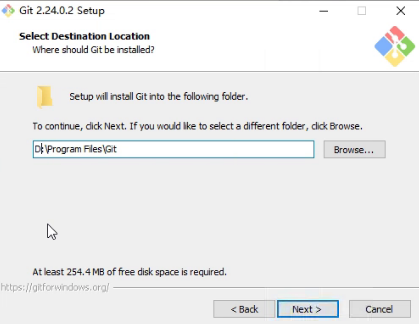 Git 2.24.0.2 Setup
Select Destination Location
Where should Git be installed?
Setup will install Git into the following folder.
To continue, click Next. If you would like to select a different folder, click Browse.
D:\Program Files\Git
Browse...
At least 254.4 MB of free disk space is required.
https://gitforwindows.org/
< Back
Next >
Cancel